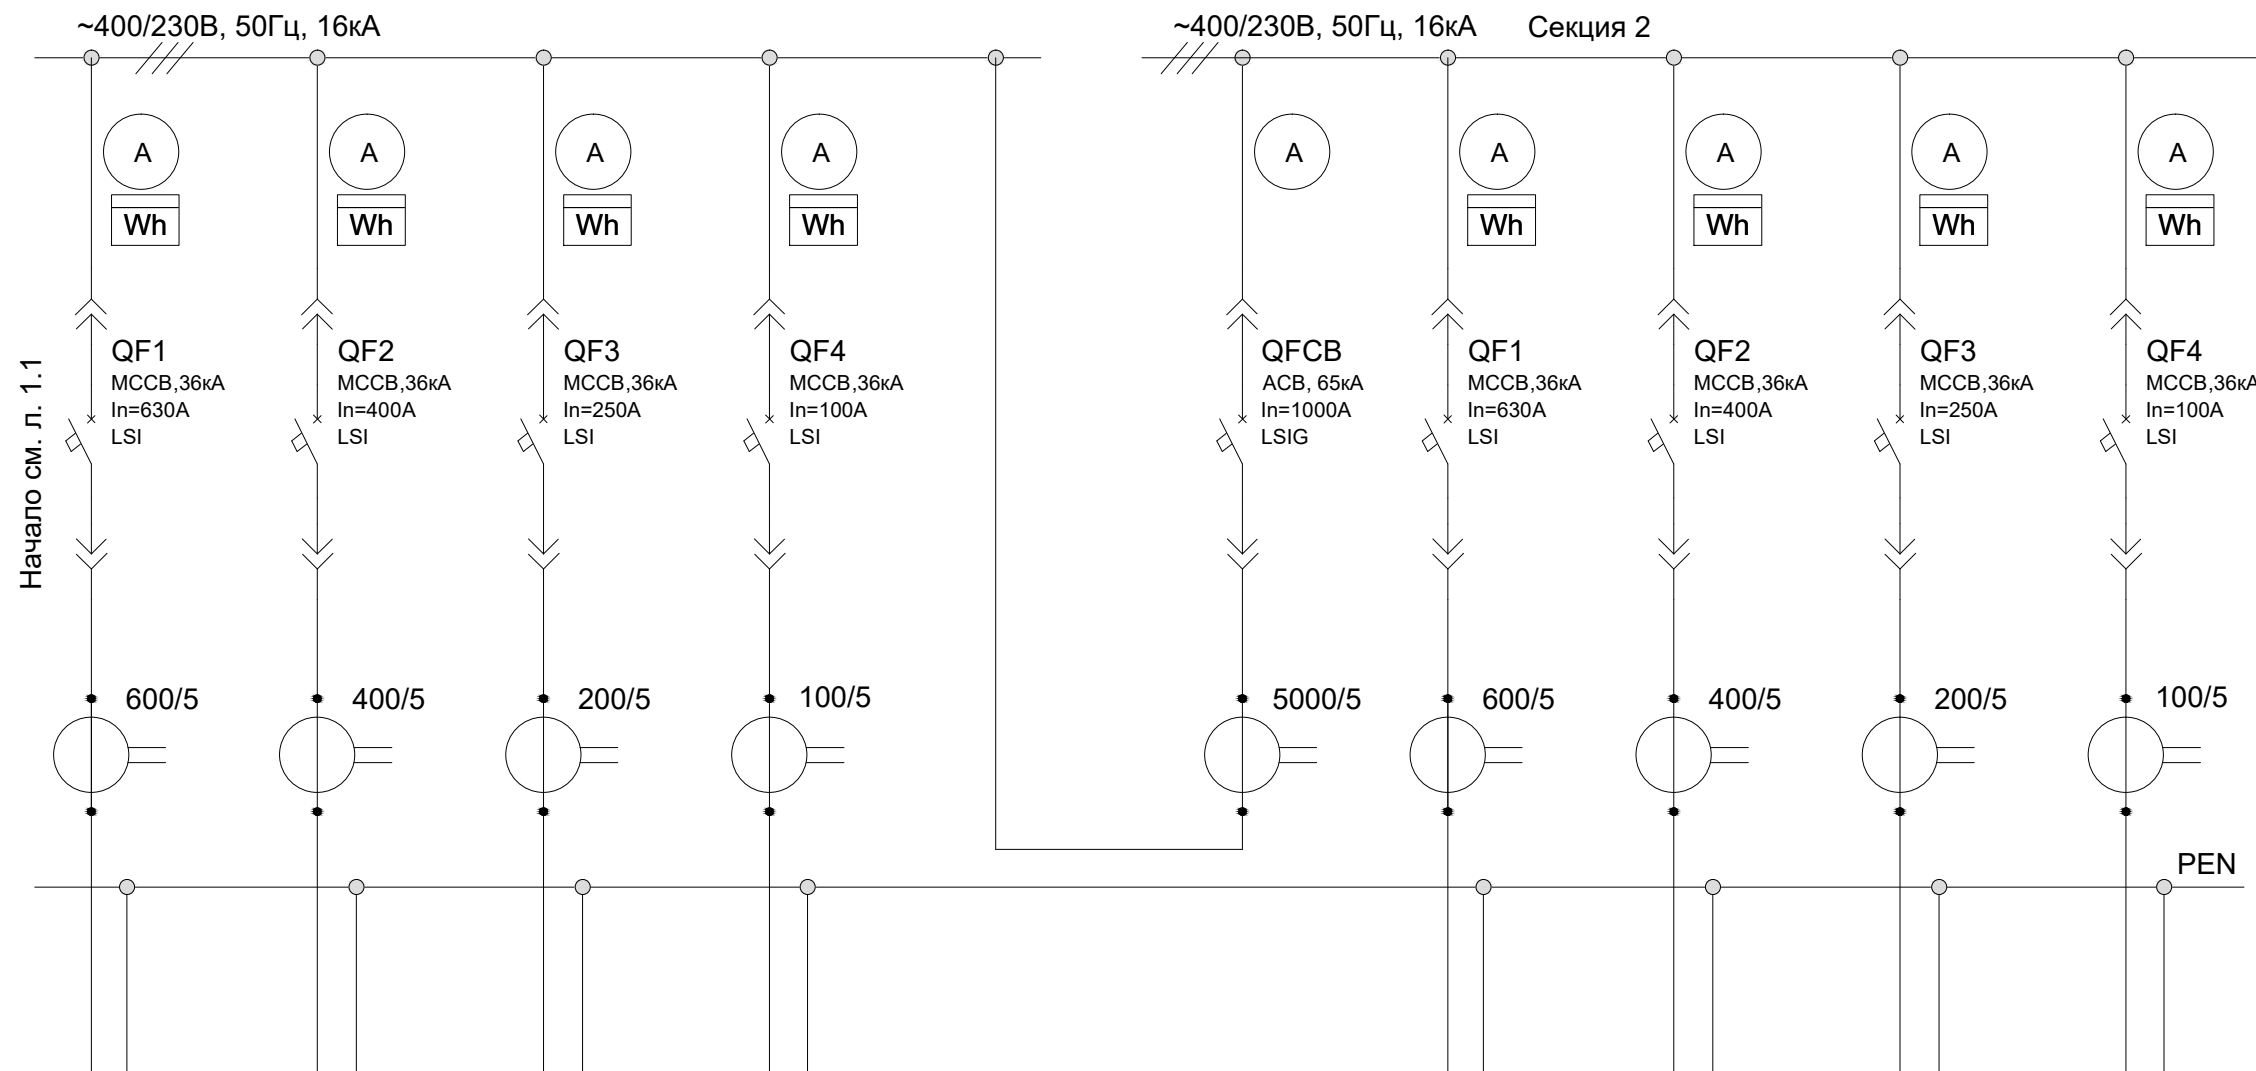 ~400/230В, 50Гц, 16кА
~400/230В, 50Гц, 16кА Секция 2
A A A A A A A A A
Wh Wh Wh Wh Wh Wh Wh Wh
Начало см. л. 1.1
QF1
MCCB,36кА
In=630A
LSI
QF2
MCCB,36кА
In=400A
LSI
QF3
MCCB,36кА
In=250A
LSI
QF4
MCCB,36кА
In=100A
LSI
QFCB
ACB, 65кА
In=1000A
LSIG
QF1
MCCB,36кА
In=630A
LSI
QF2
MCCB,36кА
In=400A
LSI
QF3
MCCB,36кА
In=250A
LSI
QF4
MCCB,36кА
In=100A
LSI
600/5 400/5 200/5 100/5 5000/5 600/5 400/5 200/5 100/5
PEN